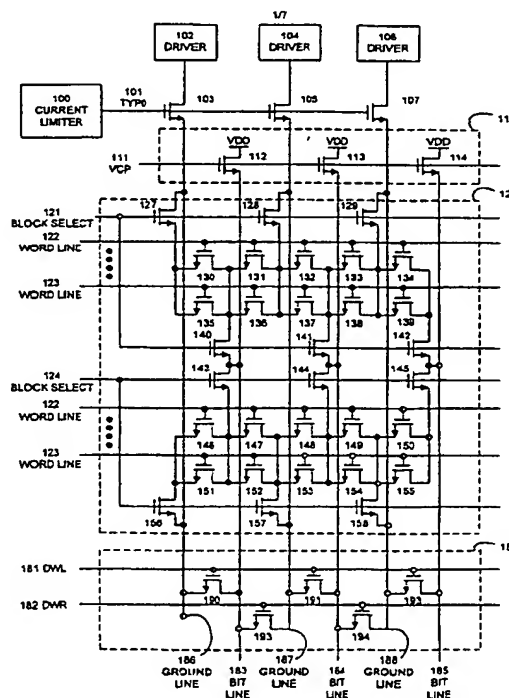 1/7
102 104 106
DRIVER DRIVER DRIVER
100
CURRENT
LIMITER
101
TYP0
103 105 107
VDD VDD VDD
111
VCP
112 113 114
127 128 129
121
BLOCK SELECT
122
WORD LINE
130 131 132 133 134
123
WORD LINE
135 136 137 138 139
140 141 142
143 144 145
124
BLOCK SELECT
122
WORD LINE
146 147 148 149 150
123
WORD LINE
151 152 153 154 155
156 157 158
181 DWL
190 191 192
182 DWR
193 194
186 183 187 184 188 185
GROUND LINE BIT LINE GROUND LINE BIT LINE GROUND LINE BIT LINE